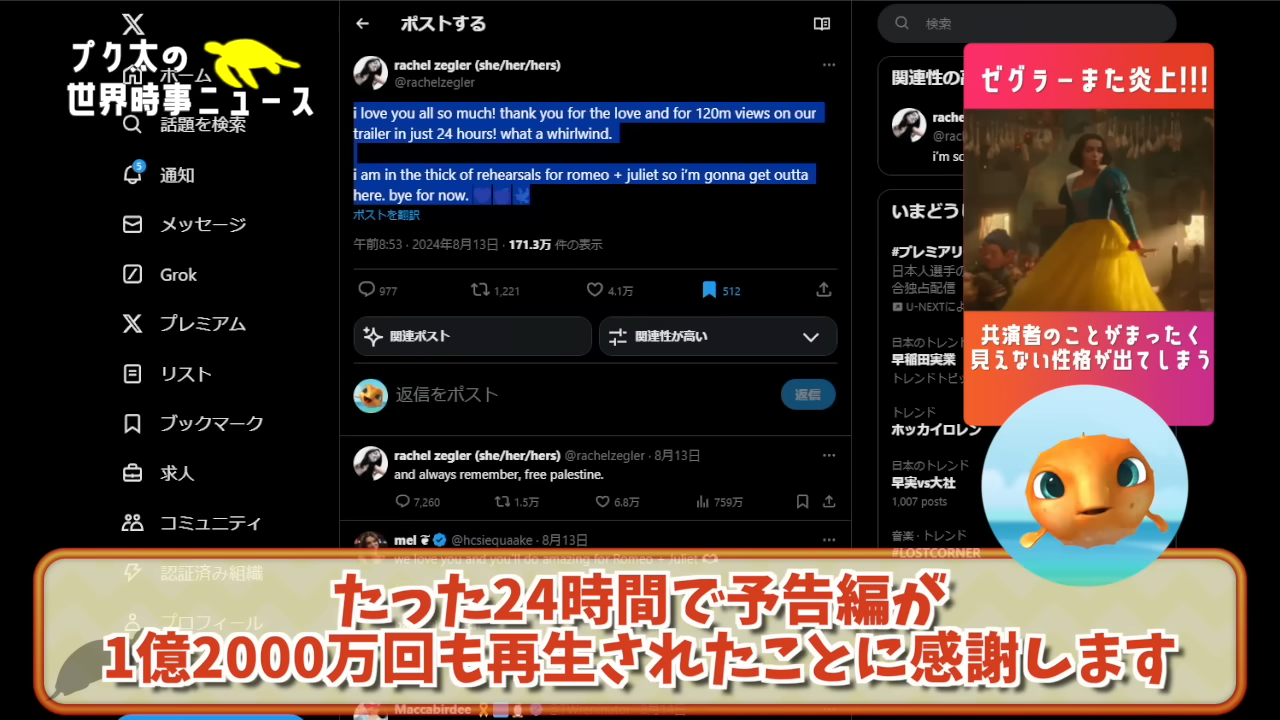 プク太の
世界時事ニュース
ホーム
話題を検索
5
通知
メッセージ
Grok
プレミアム
リスト
ブックマーク
求人
コミュニティ
認証済み組織
プロフィール
ポストする
rachel zegler (she/her/hers)
@rachelzegler
i love you all so much! thank you for the love and for 120m views on our
trailer in just 24 hours! what a whirlwind.
i am in the thick of rehearsals for romeo + juliet so i'm gonna get outta
here. bye for now.
ポストを翻訳
午前8:53 · 2024年8月13日 · 171.3万 件の表示
977 1,221 4.1万 512
関連ポスト 関連性が高い
返信をポスト 返信
rachel zegler (she/her/hers) @rachelzegler · 8月13日
and always remember, free palestine.
7,260 1.5万 6.8万 759万
mel @hcsiequaake · 8月13日
we love you and you'll do amazing for Romeo + Juliet
Maccabirdee
検索
関連性の
rache
@rac
i'm so
いまどう
#プレミアリ
日本人選手の
合独占配信
U-NEXTによ
日本のトレンド
早稲田実業
トレンドトピッ
トレンド
ホッカイロレン
日本のトレンド
早実vs大社
1,007 posts
音楽 · トレンド
#LOSTCORNER
ゼグラーまた炎上!!!
共演者のことがまったく
見えない性格が出てしまう
たった24時間で予告編が
1億2000万回も再生されたことに感謝します